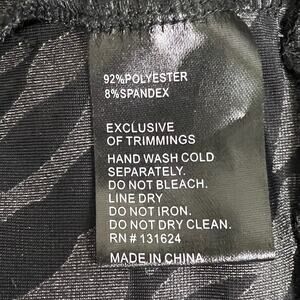 92%POLYESTER
8%SPANDEX
EXCLUSIVE
OF TRIMMINGS
HAND WASH COLD
SEPARATELY.
DO NOT BLEACH.
LINE DRY
DO NOT IRON.
DO NOT DRY CLEAN.
RN # 131624
MADE IN CHINA